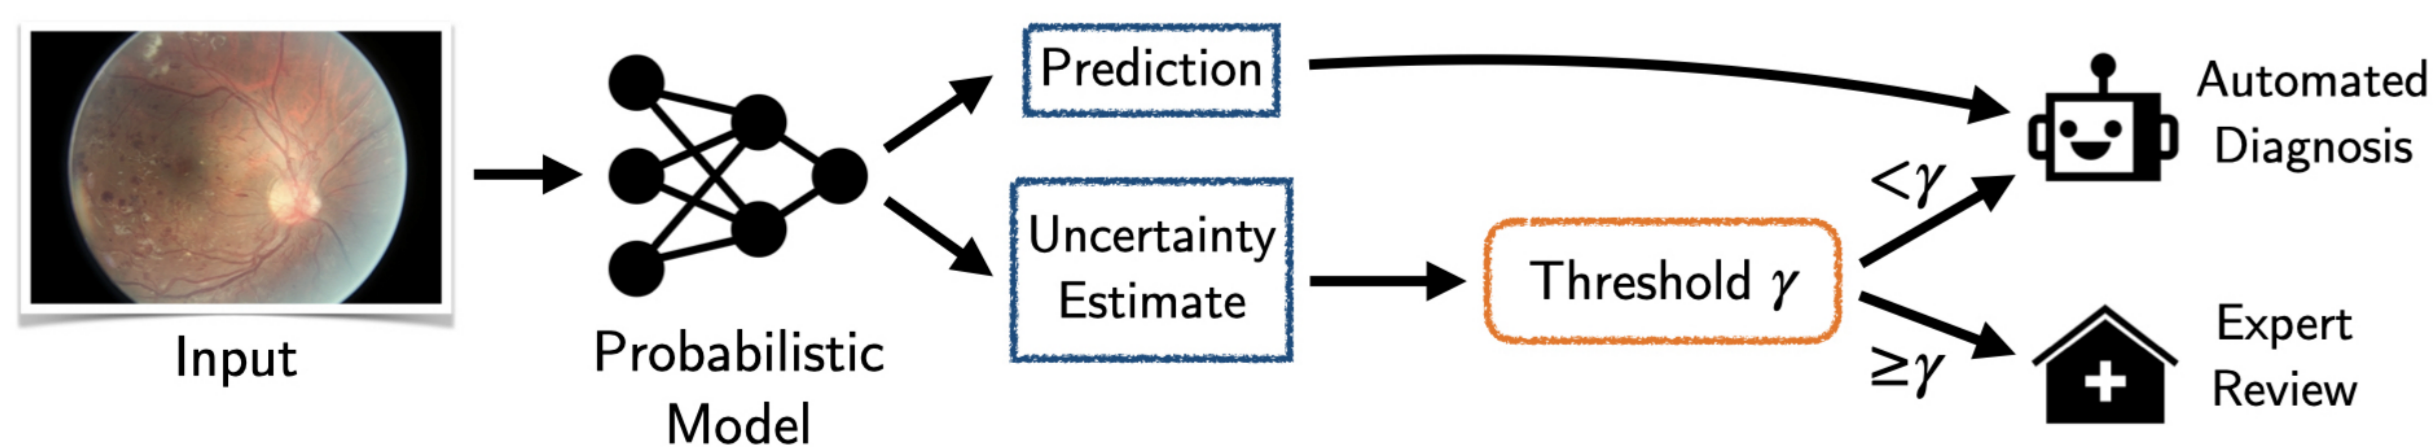 Input
Probabilistic
Model
Prediction
Uncertainty
Estimate
Threshold γ
<γ
≥γ
Automated
Diagnosis
Expert
Review